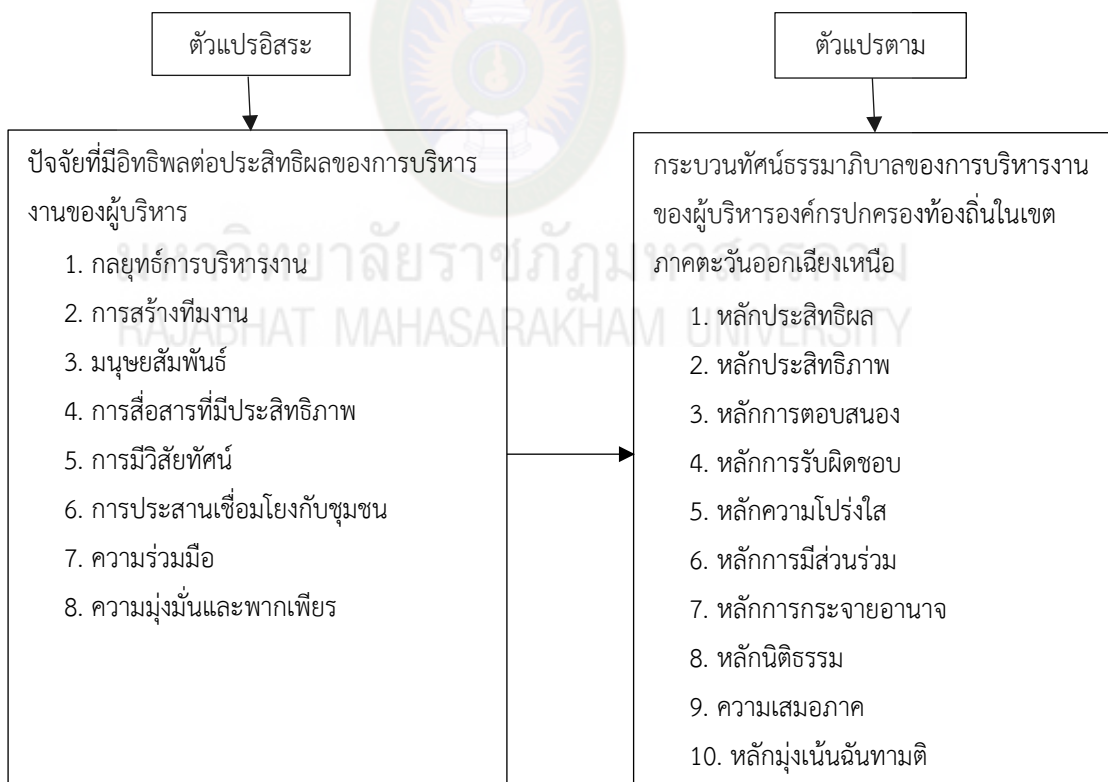 ตัวแปรอิสระ
ปัจจัยที่มีอิทธิพลต่อประสิทธิผลของการบริหาร
งานของผู้บริหาร
1. กลยุทธ์การบริหารงาน
2. การสร้างทีมงาน
3. มนุษยสัมพันธ์
4. การสื่อสารที่มีประสิทธิภาพ
5. การมีวิสัยทัศน์
6. การประสานเชื่อมโยงกับชุมชน
7. ความร่วมมือ
8. ความมุ่งมั่นและพากเพียร
ตัวแปรตาม
กระบวนทัศน์ธรรมาภิบาลของการบริหารงาน
ของผู้บริหารองค์กรปกครองท้องถิ่นในเขต
ภาคตะวันออกเฉียงเหนือ
1. หลักประสิทธิผล
2. หลักประสิทธิภาพ
3. หลักการตอบสนอง
4. หลักการรับผิดชอบ
5. หลักความโปร่งใส
6. หลักการมีส่วนร่วม
7. หลักการกระจายอานาจ
8. หลักนิติธรรม
9. ความเสมอภาค
10. หลักมุ่งเน้นฉันทามติ
มหาวิทยาลัยราชภัฏมหาสารคาม
RAJABHAT MAHASARAKHAM UNIVERSITY